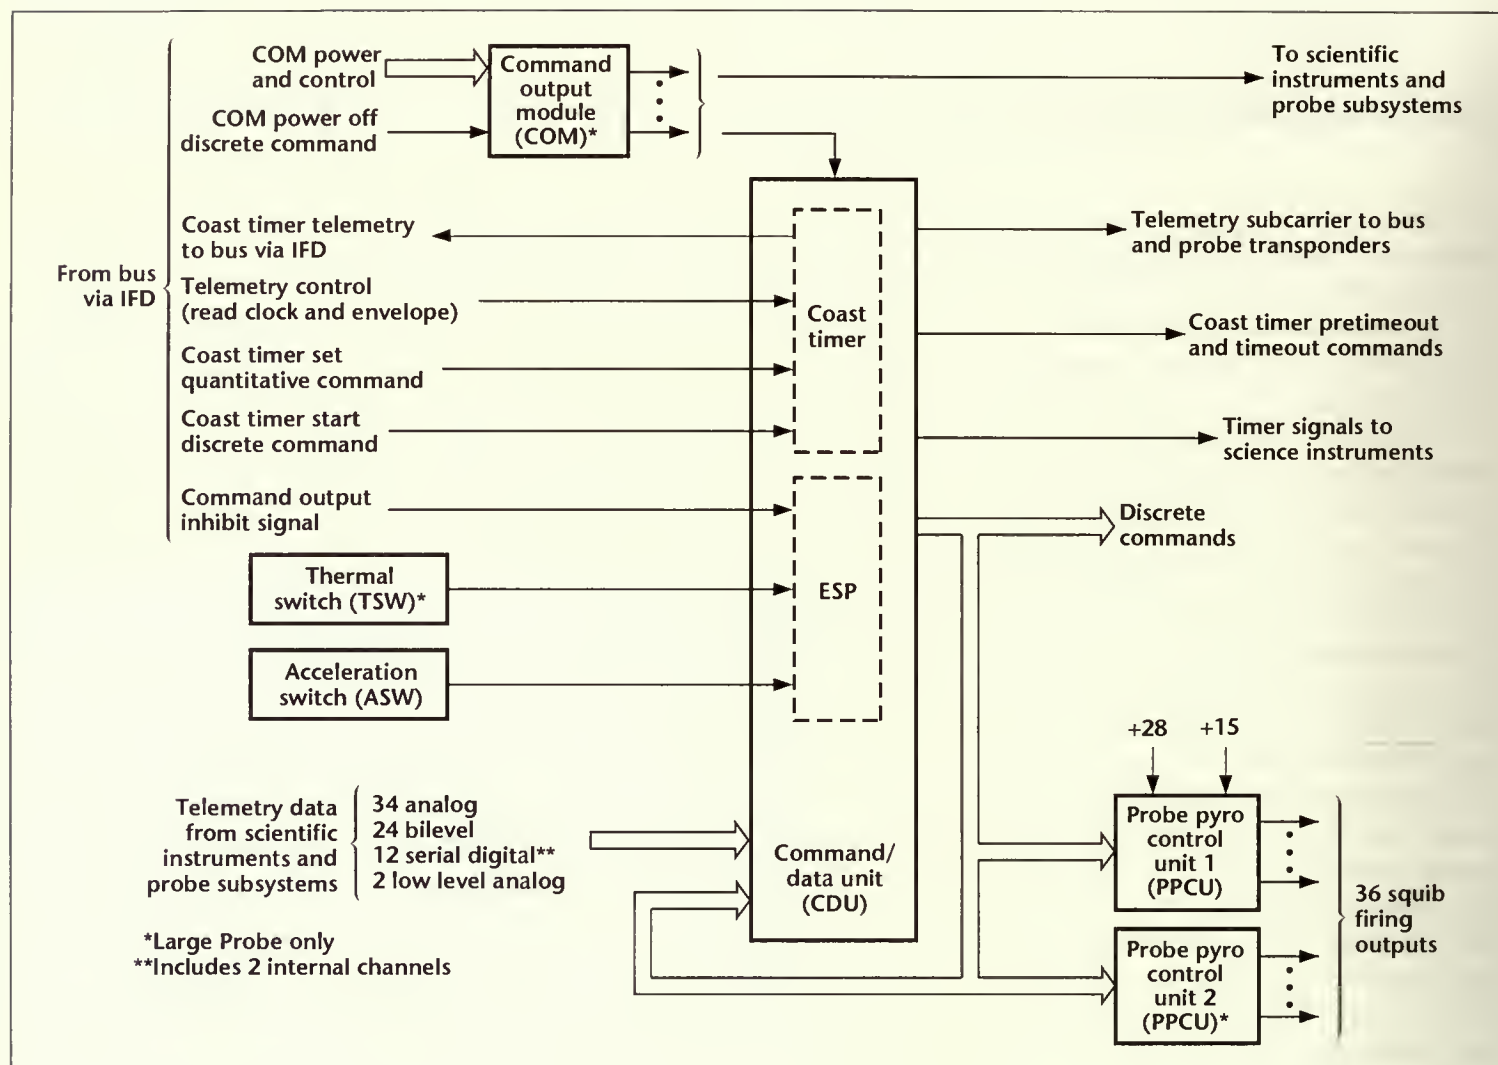 COM power
and control
COM power off
discrete command
Command
output
module
(COM)*
To scientific
instruments and
probe subsystems
From bus
via IFD
Coast timer telemetry
to bus via IFD
Telemetry control
(read clock and envelope)
Coast timer set
quantitative command
Coast timer start
discrete command
Command output
inhibit signal
Thermal
switch (TSW)*
Acceleration
switch (ASW)
Coast
timer
ESP
Command/
data unit
(CDU)
Telemetry subcarrier to bus
and probe transponders
Coast timer pretimeout
and timeout commands
Timer signals to
science instruments
Discrete
commands
Telemetry data
from scientific
instruments and
probe subsystems
34 analog
24 bilevel
12 serial digital**
2 low level analog
+28
+15
Probe pyro
control
unit 1
(PPCU)
Probe pyro
control
unit 2
(PPCU)*
36 squib
firing
outputs
*Large Probe only
**Includes 2 internal channels